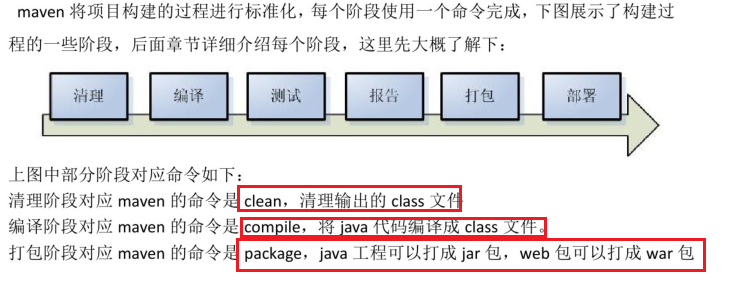 maven 将项目构建的过程进行标准化，每个阶段使用一个命令完成，下图展示了构建过
程的一些阶段，后面章节详细介绍每个阶段，这里先大概了解下：
清理 编译 测试 报告 打包 部署
上图中部分阶段对应命令如下：
清理阶段对应 maven 的命令是 clean，清理输出的 class 文件
编译阶段对应 maven 的命令是 compile，将 java 代码编译成 class 文件。
打包阶段对应 maven 的命令是 package，java 工程可以打成 jar 包，web 包可以打成 war 包